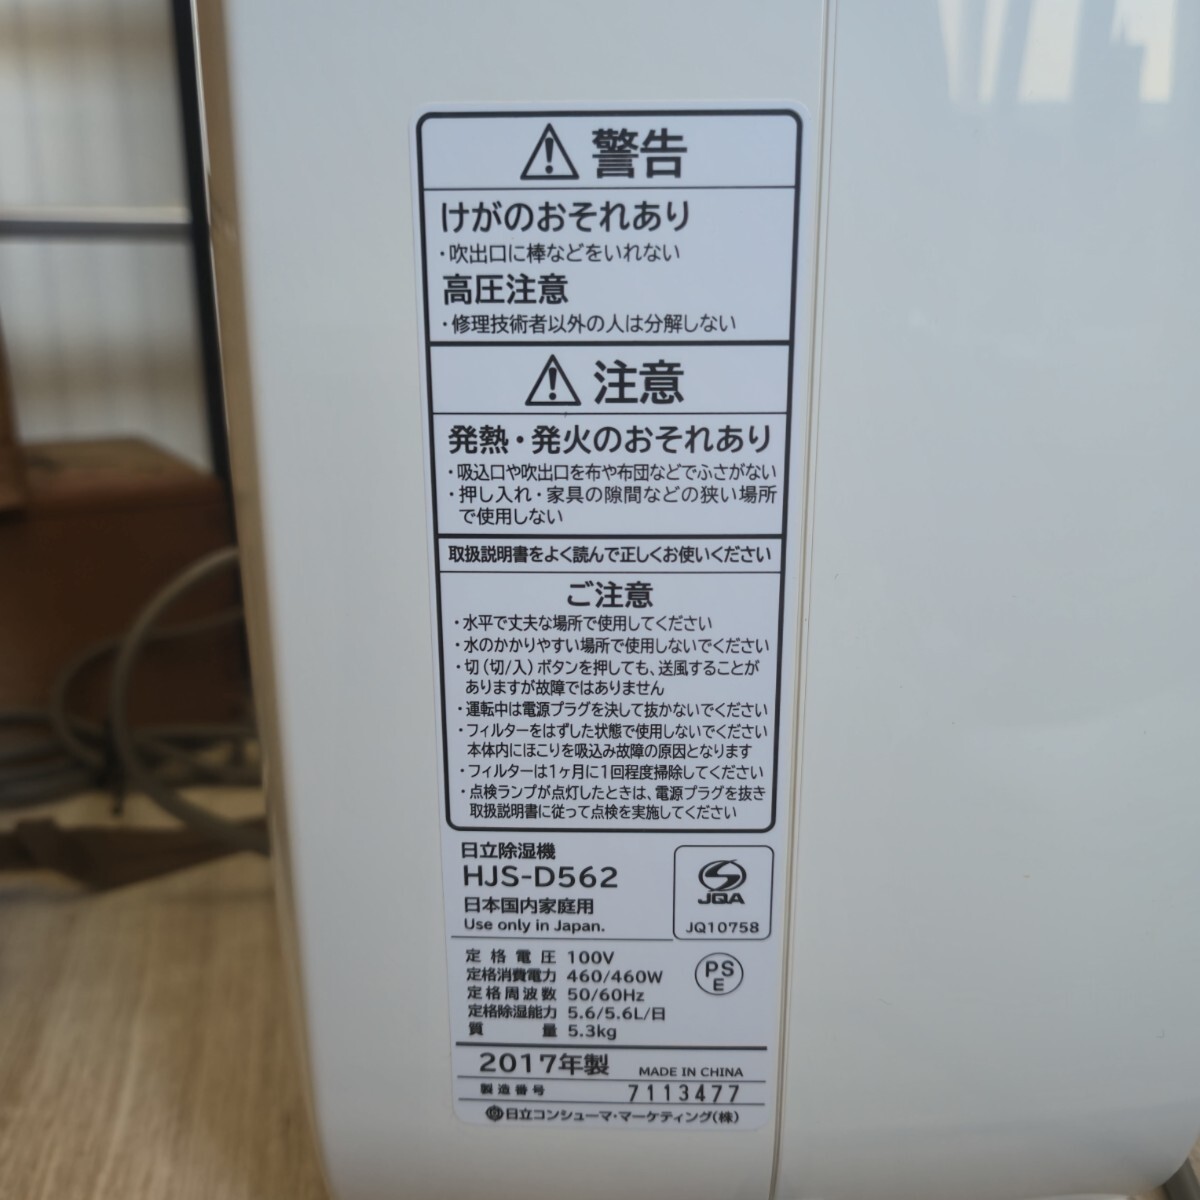 警告
けがのおそれあり
・吹出口に棒などをいれない
高圧注意
・修理技術者以外の人は分解しない
注意
発熱・発火のおそれあり
・吸込口や吹出口を布や布団などでふさがない
・押し入れ・家具の隙間などの狭い場所
で使用しない
取扱説明書をよく読んで正しくお使いください
ご注意
・水平で丈夫な場所で使用してください
・水のかかりやすい場所で使用しないでください
・切(切/入)ボタンを押しても、送風することが
ありますが故障ではありません
・運転中は電源プラグを決して抜かないでください
・フィルターをはずした状態で使用しないでください
本体内にほこりを吸込み故障の原因となります
・フィルターは1ヶ月に1回程度掃除してください
・点検ランプが点灯したときは、電源プラグを抜き
取扱説明書に従って点検を実施してください
日立除湿機
HJS-D562
日本国内家庭用
Use only in Japan.
JQA
JQ10758
定格電圧 100V
定格消費電力 460/460W
定格周波数 50/60Hz
定格除湿能力 5.6/5.6L/日
質量 5.3kg
PS
E
2017年製 MADE IN CHINA
製造番号 7113477
日立コンシューマ・マーケティング(株)